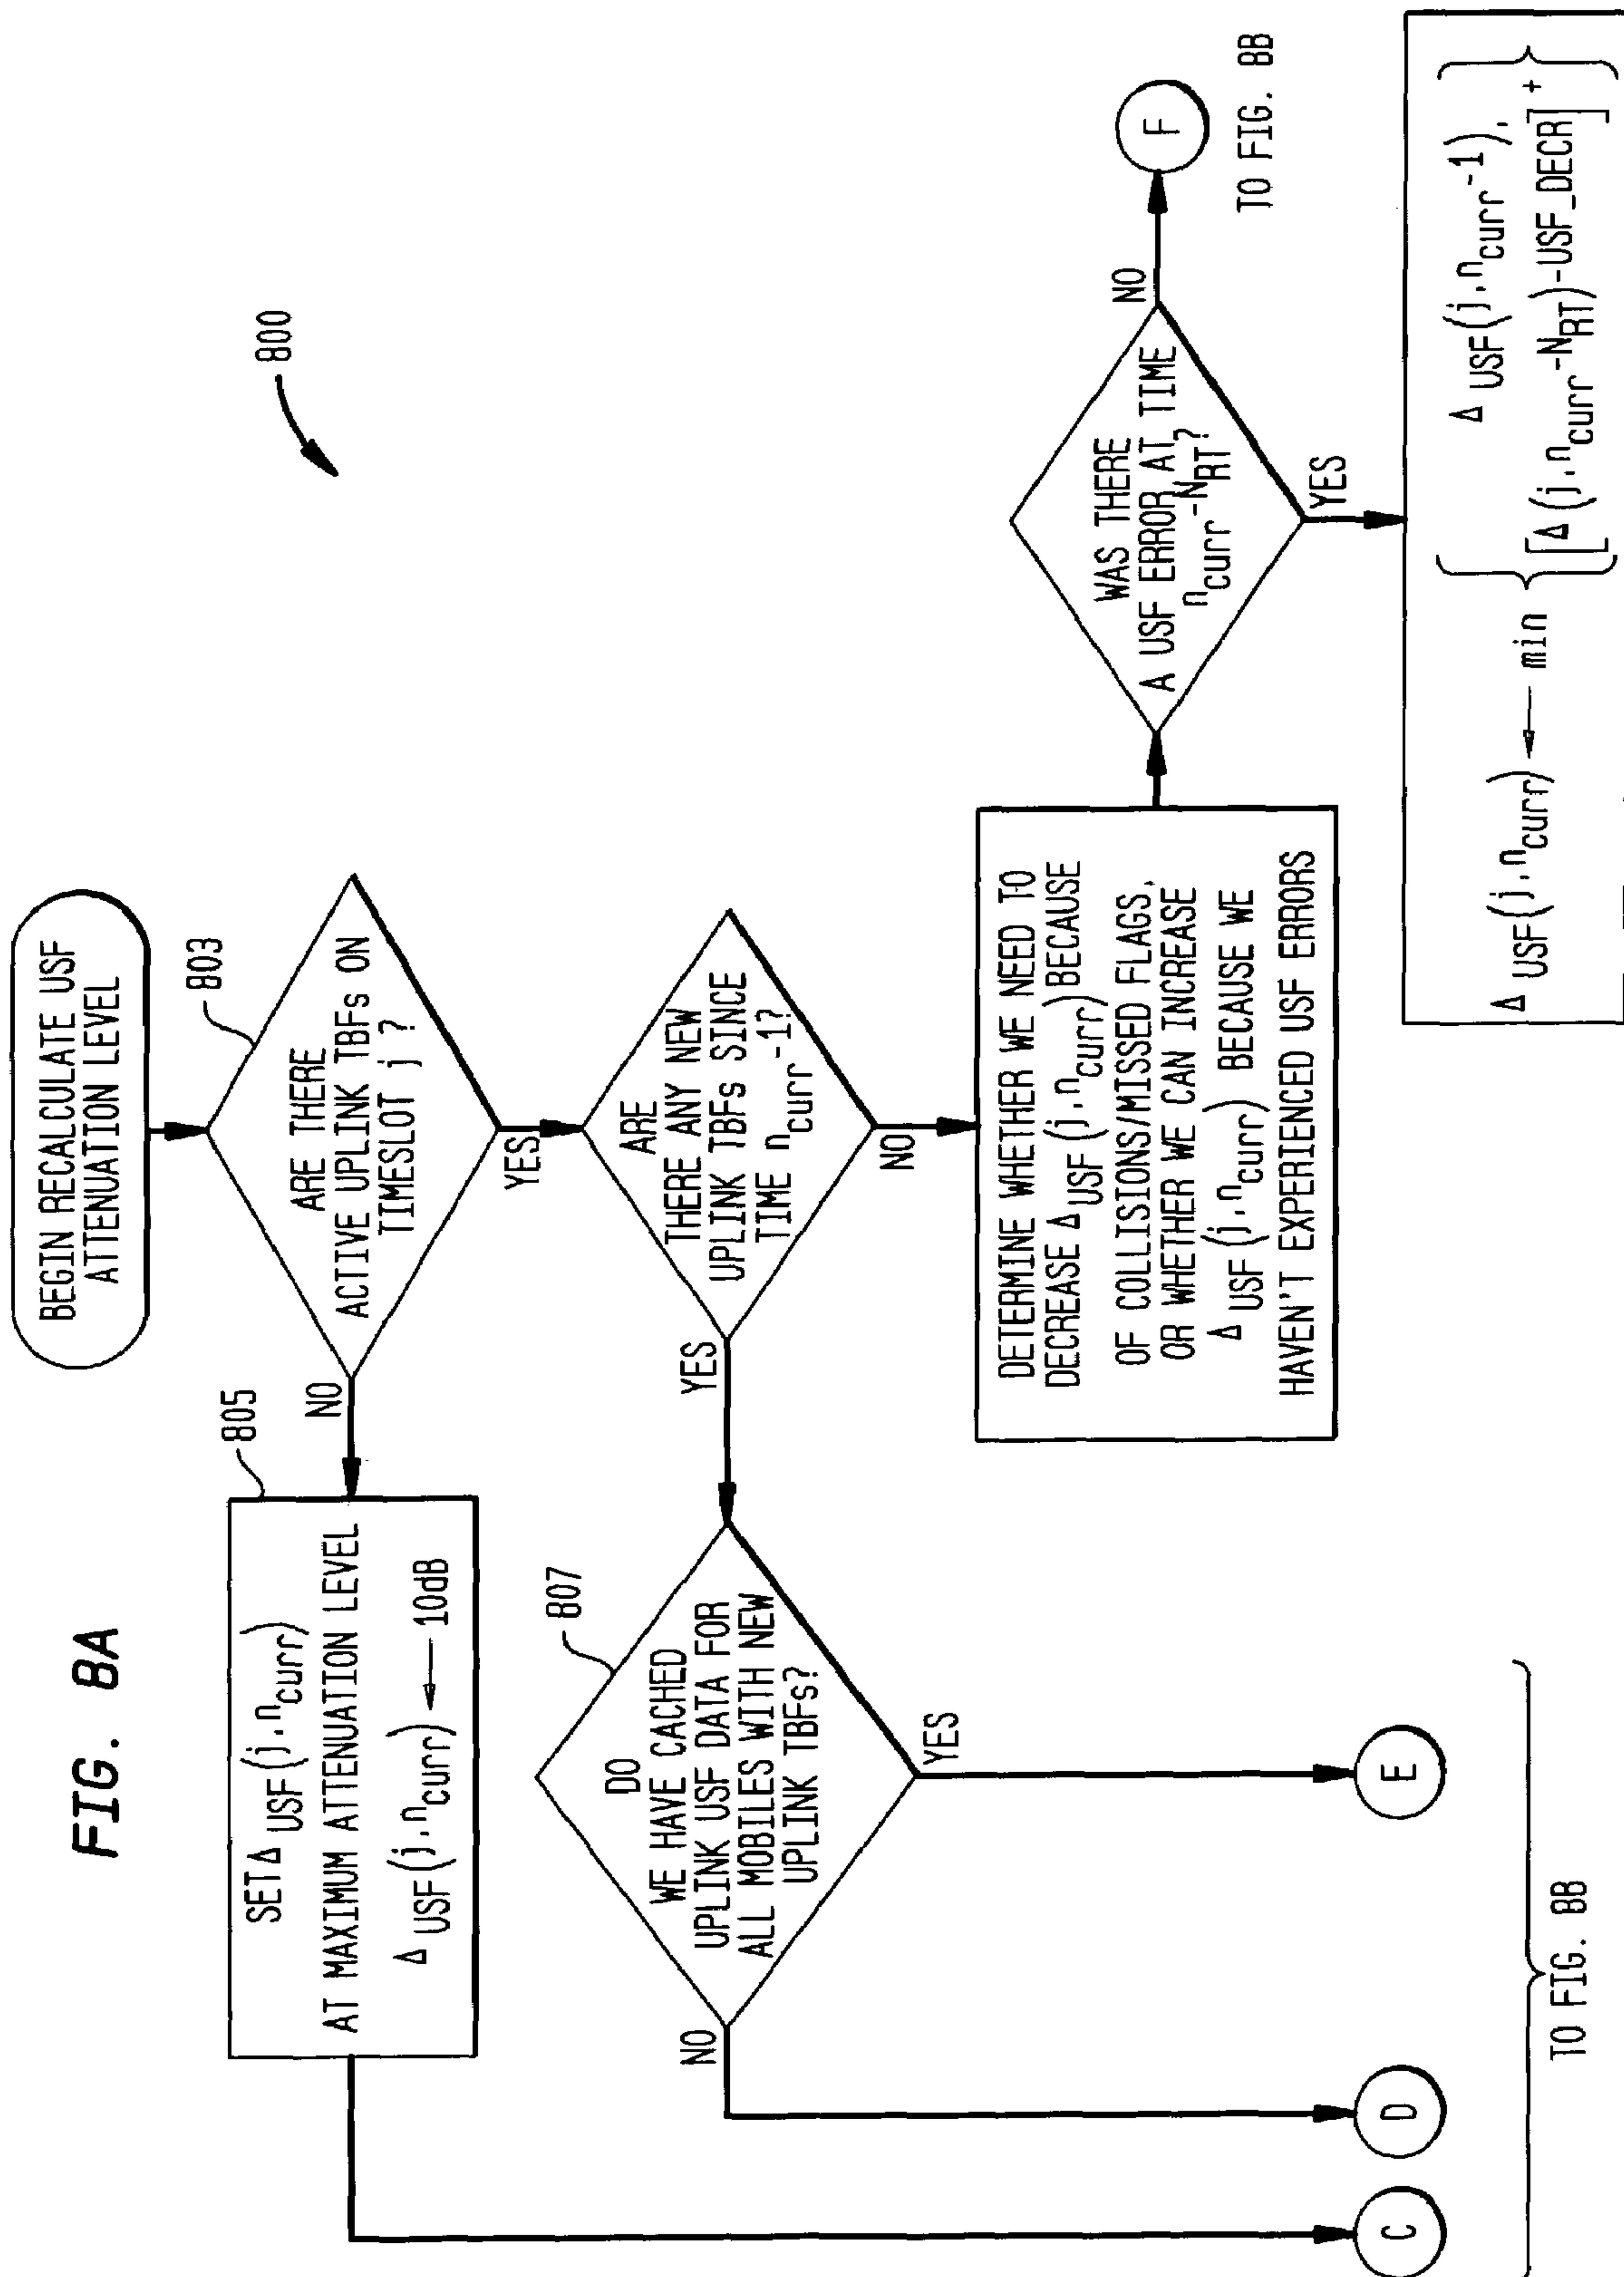 FIG. 8A
800
BEGIN RECALCULATE USF
ATTENUATION LEVEL
803
ARE THERE
ACTIVE UPLINK TBFs ON
TIMESLOT j ?
NO
YES
805
SET Δ USF(j,n curr)
AT MAXIMUM ATTENUATION LEVEL
Δ USF(j,n curr) ← 10dB
ARE
THERE ANY NEW
UPLINK TBFs SINCE
TIME n curr -1?
YES
NO
807
DO
WE HAVE CACHED
UPLINK USF DATA FOR
ALL MOBILES WITH NEW
UPLINK TBFs?
NO
YES
DETERMINE WHETHER WE NEED TO
DECREASE Δ USF(j,n curr) BECAUSE
OF COLLISIONS/MISSED FLAGS,
OR WHETHER WE CAN INCREASE
Δ USF(j,n curr) BECAUSE WE
HAVEN'T EXPERIENCED USF ERRORS
WAS THERE
A USF ERROR AT TIME
n curr -N RT?
NO
YES
F
TO FIG. 8B
Δ USF(j,n curr) ← min { Δ USF(j,n curr -1),
[Δ (j,n curr -N RT)-USF_DECR] + }
C
D
E
TO FIG. 8B